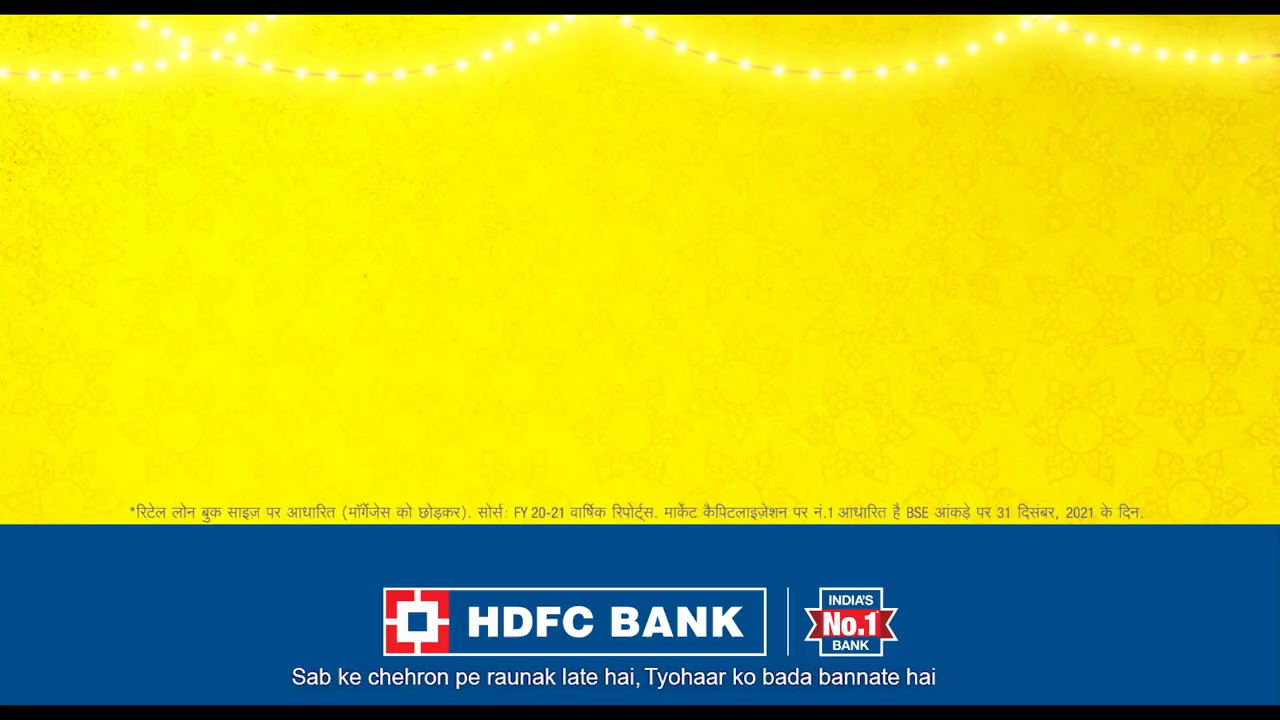 *रिटेल लोन बुक साइज़ पर आधारित (मॉर्गेजेस को छोड़कर). सोर्स: FY 20-21 वार्षिक रिपोर्ट्स. मार्केट कैपिटलाइज़ेशन पर नं.1 आधारित है BSE आंकड़े पर 31 दिसंबर, 2021 के दिन.
HDFC BANK
INDIA'S
No.1*
BANK
Sab ke chehron pe raunak late hai, Tyohaar ko bada bannate hai